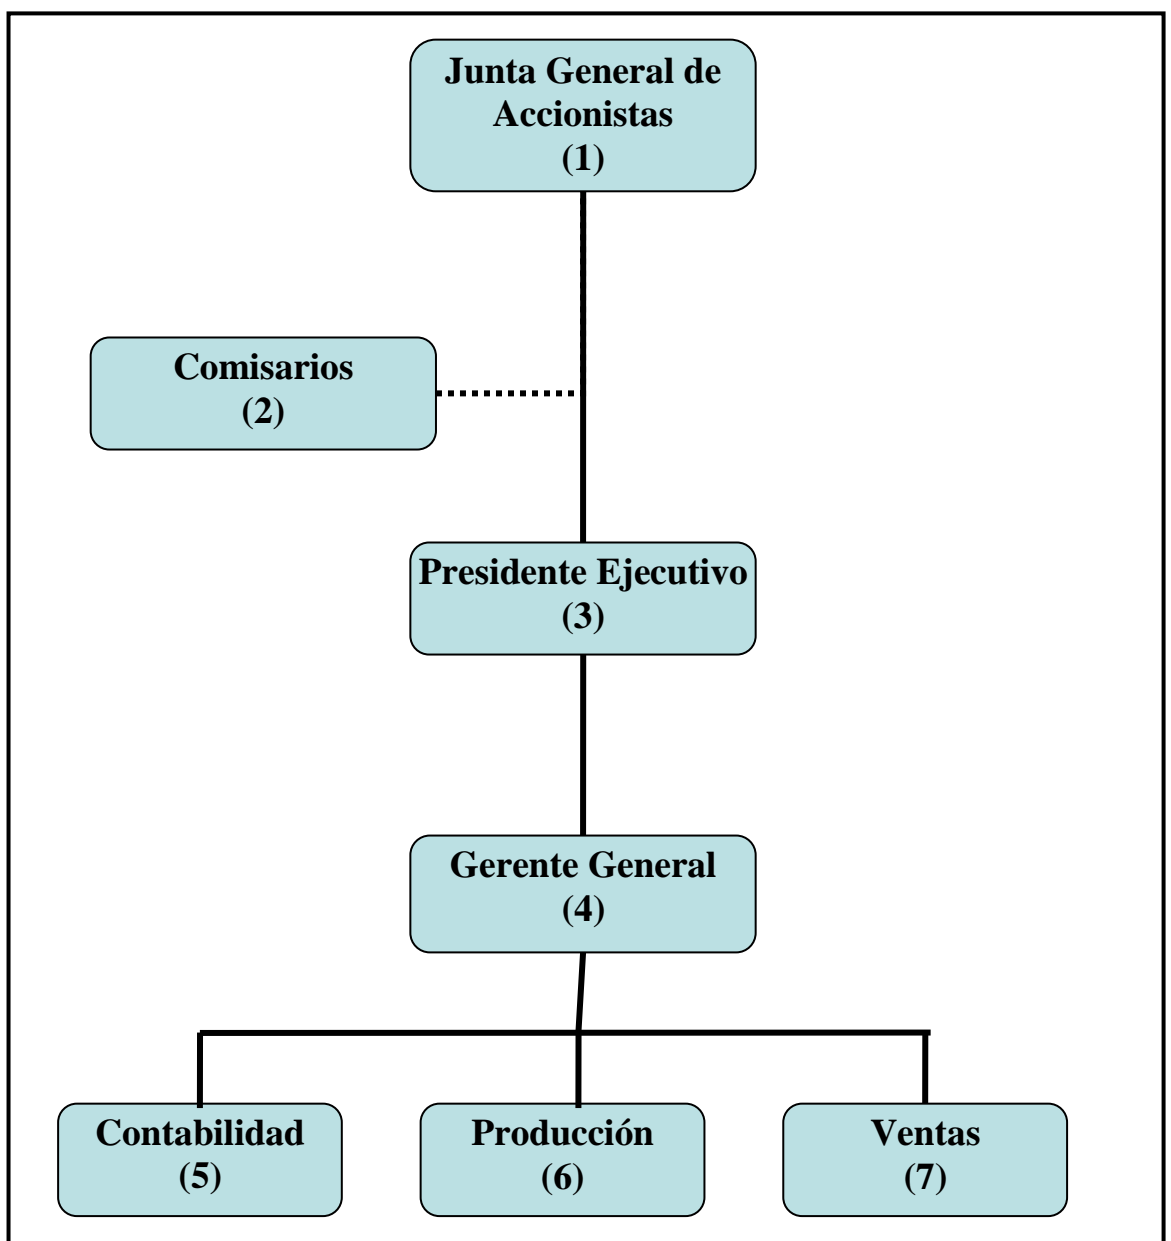 Junta General de
Accionistas
(1)
Comisarios
(2)
Presidente Ejecutivo
(3)
Gerente General
(4)
Contabilidad
(5)
Producción
(6)
Ventas
(7)